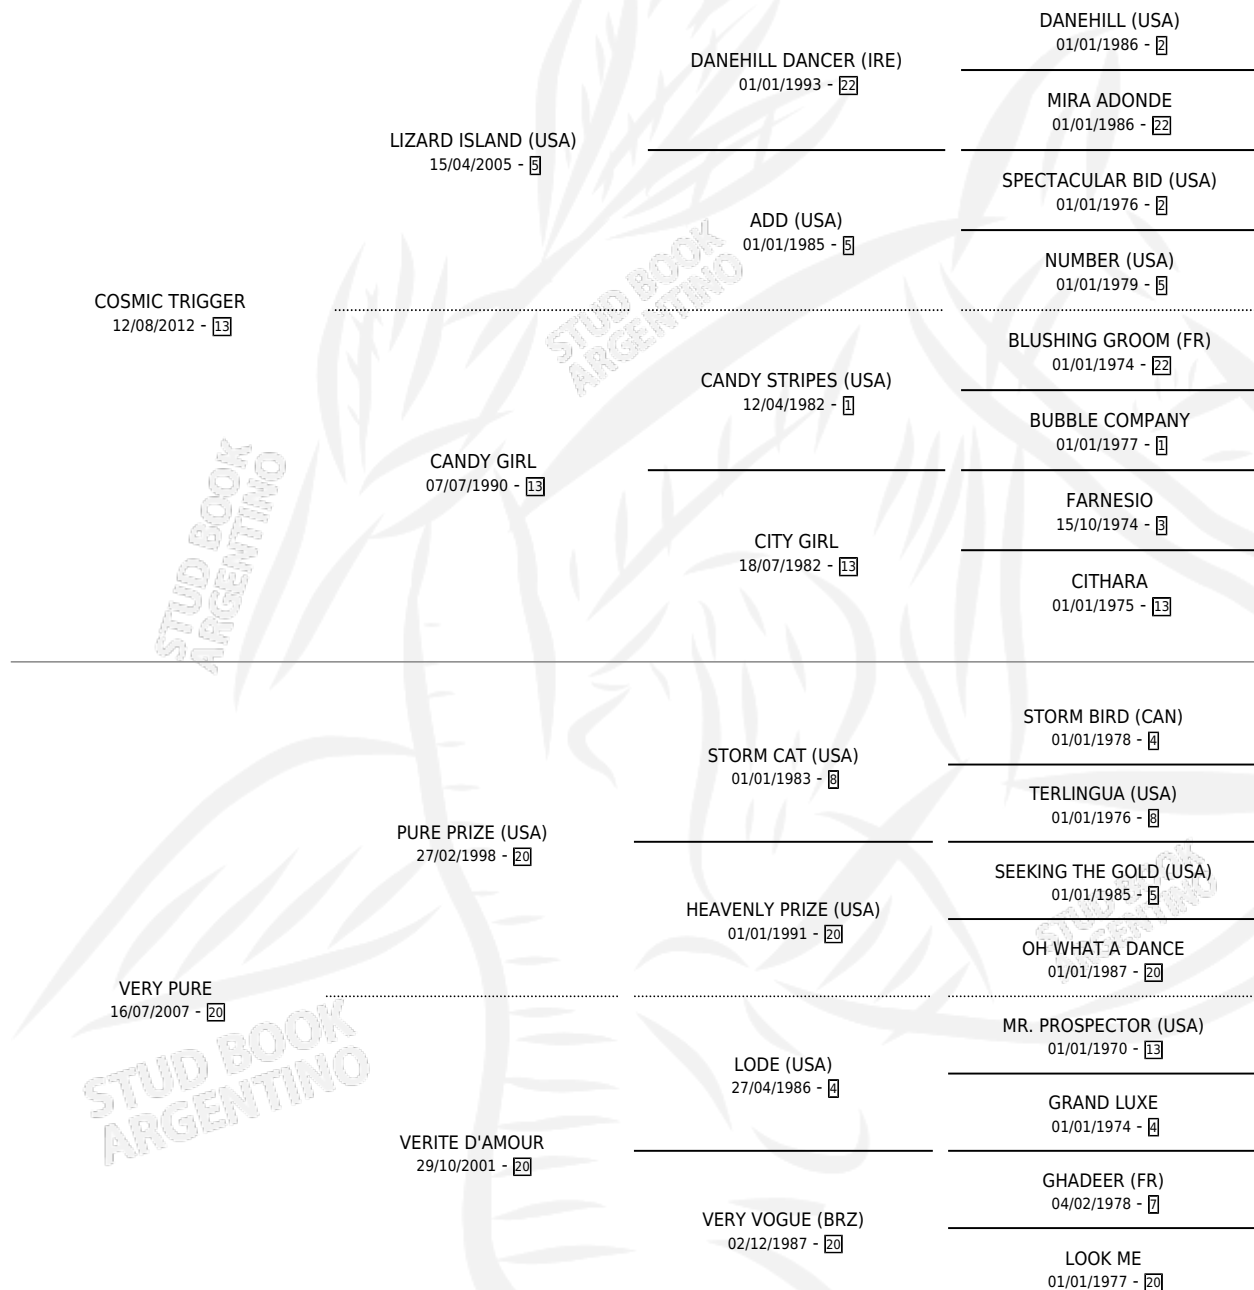 DANEHILL (USA)
01/01/1986 - 2
DANEHILL DANCER (IRE)
01/01/1993 - 22
MIRA ADONDE
01/01/1986 - 22
LIZARD ISLAND (USA)
15/04/2005 - 5
SPECTACULAR BID (USA)
01/01/1976 - 2
ADD (USA)
01/01/1985 - 5
NUMBER (USA)
01/01/1979 - 5
COSMIC TRIGGER
12/08/2012 - 13
BLUSHING GROOM (FR)
01/01/1974 - 22
CANDY STRIPES (USA)
12/04/1982 - 1
BUBBLE COMPANY
01/01/1977 - 1
CANDY GIRL
07/07/1990 - 13
FARNESIO
15/10/1974 - 3
CITY GIRL
18/07/1982 - 13
CITHARA
01/01/1975 - 13
STORM BIRD (CAN)
01/01/1978 - 4
STORM CAT (USA)
01/01/1983 - 8
TERLINGUA (USA)
01/01/1976 - 8
PURE PRIZE (USA)
27/02/1998 - 20
SEEKING THE GOLD (USA)
01/01/1985 - 5
HEAVENLY PRIZE (USA)
01/01/1991 - 20
OH WHAT A DANCE
01/01/1987 - 20
VERY PURE
16/07/2007 - 20
MR. PROSPECTOR (USA)
01/01/1970 - 13
LODE (USA)
27/04/1986 - 4
GRAND LUXE
01/01/1974 - 4
VERITE D'AMOUR
29/10/2001 - 20
GHADEER (FR)
04/02/1978 - 7
VERY VOGUE (BRZ)
02/12/1987 - 20
LOOK ME
01/01/1977 - 20
STUD BOOK
ARGENTINO
STUD BOOK
ARGENTINO
STUD BOOK
ARGENTINO
STUD BOOK
ARGENTINO